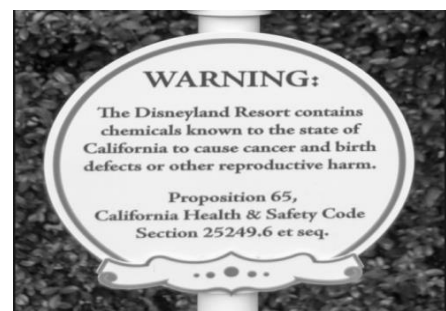 WARNING:
The Disneyland Resort contains
chemicals known to the state of
California to cause cancer and birth
defects or other reproductive harm.
Proposition 65,
California Health & Safety Code
Section 25249.6 et seq.